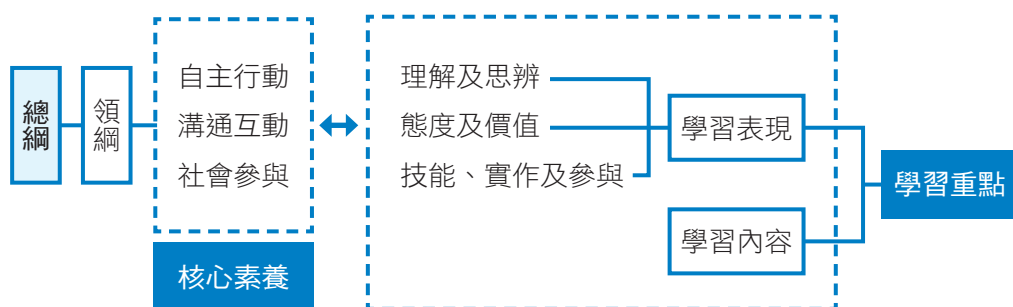 總綱
領綱
自主行動
溝通互動
社會參與
核心素養
理解及思辨
態度及價值
技能、實作及參與
學習表現
學習內容
學習重點